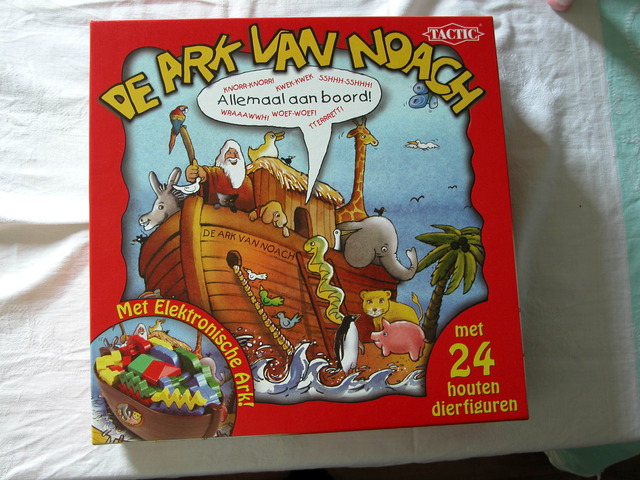 TACTIC
DE ARK VAN NOACH
KNORR-KNORR! KWEK-KWEK SSHHH-SSHHH!
Allemaal aan boord!
WRAAAWWH! WOEF-WOEF! TTERRRETT!
DE ARK VAN NOACH
Met Elektronische Ark!
met
24
houten
dierfiguren